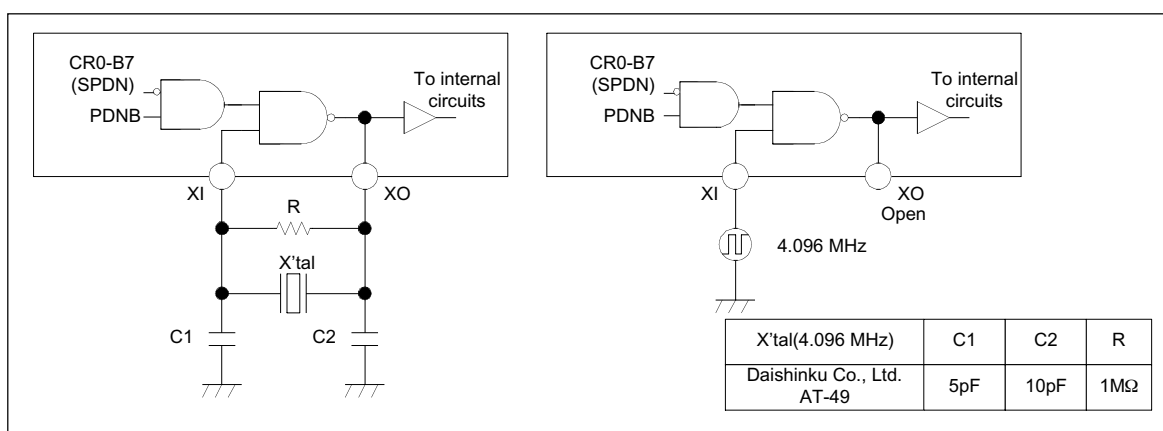 CR0-B7
(SPDN)
PDNB
To internal
circuits
XI
XO
R
X'tal
C1
C2
CR0-B7
(SPDN)
PDNB
To internal
circuits
XI
XO
Open
4.096 MHz
X'tal(4.096 MHz) C1 C2 R
Daishinku Co., Ltd.
AT-49 5pF 10pF 1MΩ